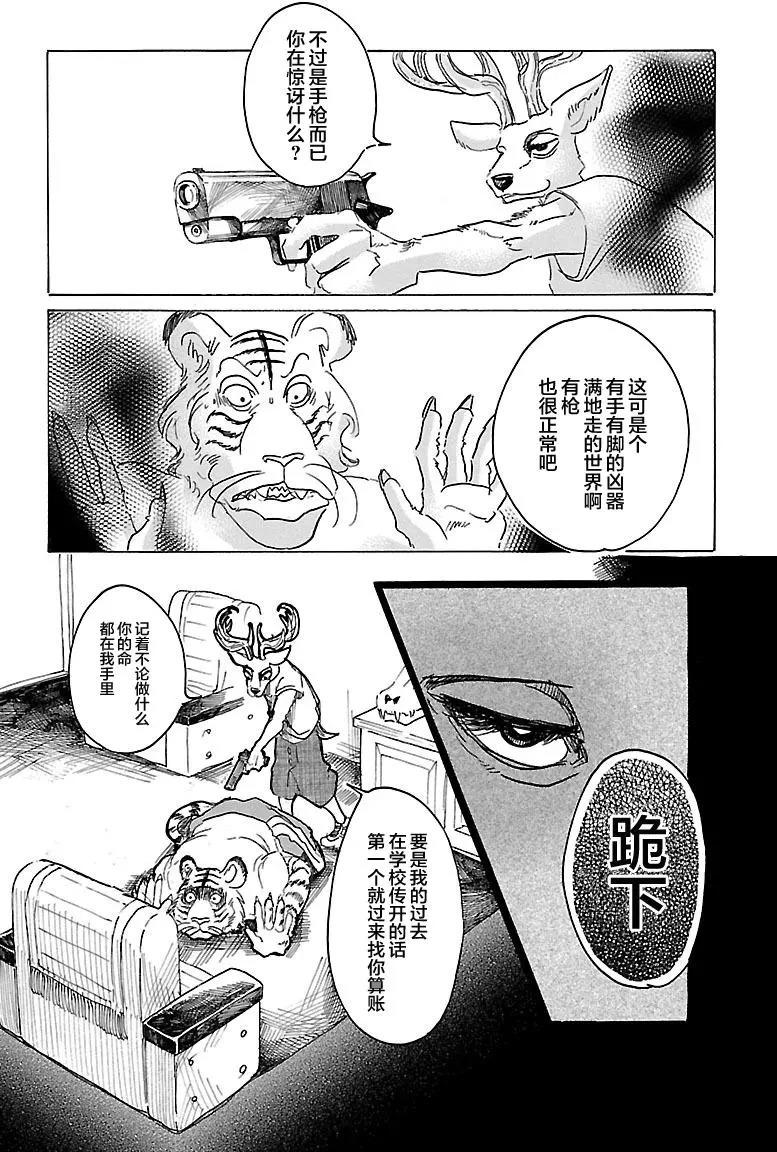 不过是手枪而已
你在惊讶什么？
这可是个
有手有脚的凶器
满地走的世界啊
有枪
也很正常吧
跪下
记着不论做什么
你的命
都在我手里
要是我的过去
在学校传开的话
第一个就过来找你算账